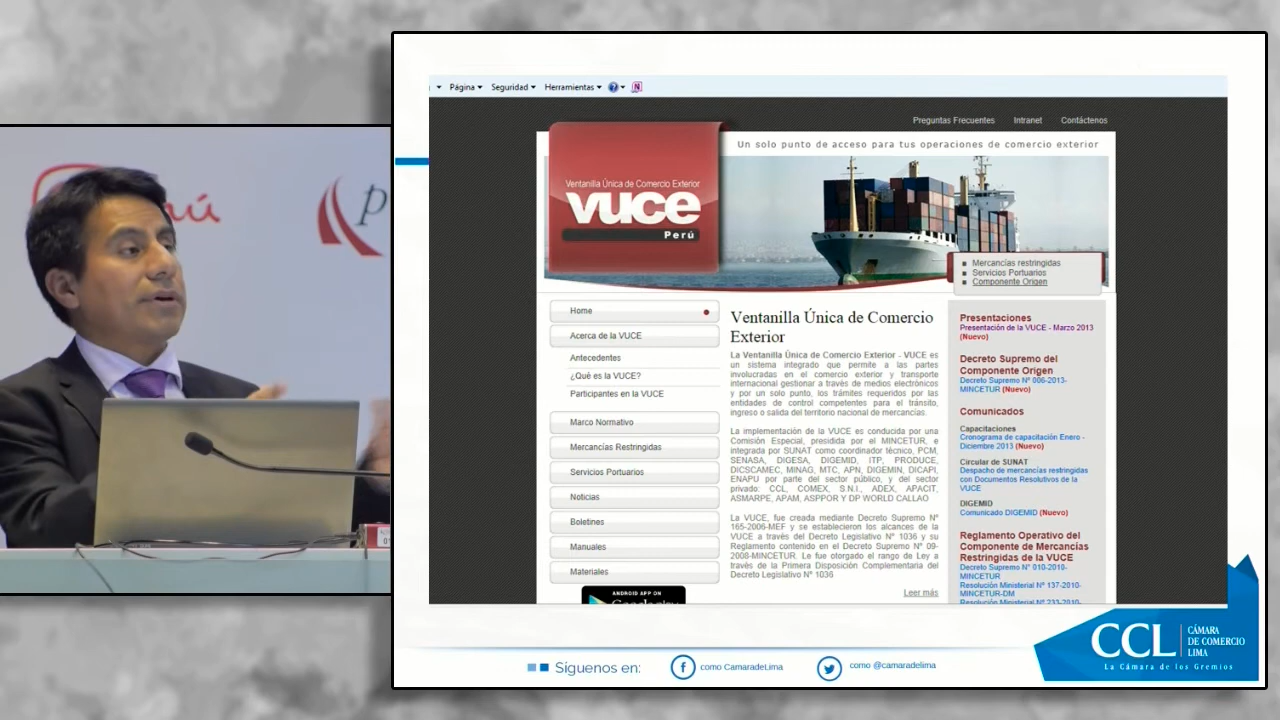 Página
Seguridad
Herramientas
Preguntas Frecuentes
Intranet
Contáctenos
Un solo punto de acceso para tus operaciones de comercio exterior
Ventanilla Única de Comercio Exterior
vuce
Perú
Mercancías restringidas
Servicios Portuarios
Componente Origen
Home
Acerca de la VUCE
Antecedentes
¿Qué es la VUCE?
Participantes en la VUCE
Marco Normativo
Mercancías Restringidas
Servicios Portuarios
Noticias
Boletines
Manuales
Materiales
ANDROID APP ON
Ventanilla Única de Comercio
Exterior
La Ventanilla Única de Comercio Exterior - VUCE es
un sistema integrado que permite a las partes
involucradas en el comercio exterior y transporte
internacional gestionar a través de medios electrónicos
y por un solo punto, los trámites requeridos por las
entidades de control competentes para el tránsito,
ingreso o salida del territorio nacional de mercancías.
La implementación de la VUCE es conducida por una
Comisión Especial, presidida por el MINCETUR, e
integrada por SUNAT como coordinador técnico, PCM,
SENASA, DIGESA, DIGEMID, ITP, PRODUCE,
DICSCAMEC, MINAG, MTC, APN, DIGEMIN, DICAPI,
ENAPU por parte del sector público, y del sector
privado: CCL, COMEX, S.N.I., ADEX, APACIT,
ASMARPE, APAM, ASPPOR Y DP WORLD CALLAO
La VUCE, fue creada mediante Decreto Supremo Nº
165-2006-MEF y se establecieron los alcances de la
VUCE a través del Decreto Legislativo Nº 1036 y su
Reglamento contenido en el Decreto Supremo Nº 09-
2008-MINCETUR. Le fue otorgado el rango de Ley a
través de la Primera Disposición Complementaria del
Decreto Legislativo Nº 1036
Leer más
Presentaciones
Presentación de la VUCE - Marzo 2013
(Nuevo)
Decreto Supremo del
Componente Origen
Decreto Supremo Nº 006-2013-
MINCETUR (Nuevo)
Comunicados
Capacitaciones
Cronograma de capacitación Enero -
Diciembre 2013 (Nuevo)
Circular de SUNAT
Despacho de mercancías restringidas
con Documentos Resolutivos de la
VUCE
DIGEMID
Comunicado DIGEMID (Nuevo)
Reglamento Operativo del
Componente de Mercancías
Restringidas de la VUCE
Decreto Supremo Nº 010-2010-
MINCETUR
Resolución Ministerial Nº 137-2010-
MINCETUR-DM
Resolución Ministerial Nº 233-2010-
Síguenos en:
como CamaradeLima
como @camaradelima
CCL
CÁMARA
DE COMERCIO
LIMA
La Cámara de los Gremios